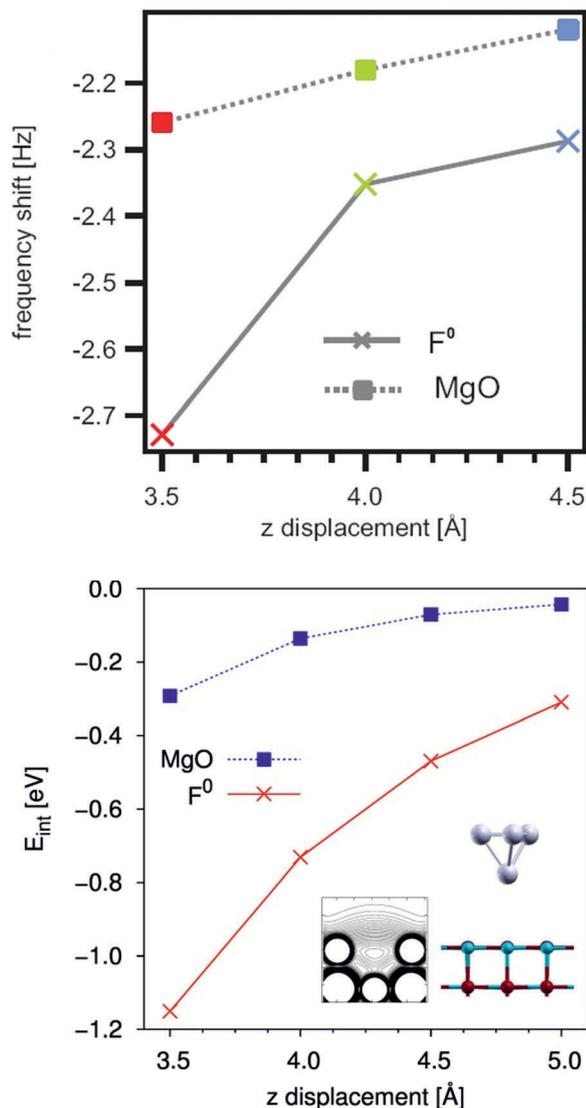 -2.2
-2.3
-2.4
-2.5
-2.6
-2.7
frequency shift [Hz]
F⁰
MgO
3.5 4.0 4.5
z displacement [Å]
0.0
-0.2
-0.4
-0.6
-0.8
-1.0
-1.2
E_int [eV]
MgO
F⁰
3.5 4.0 4.5 5.0
z displacement [Å]